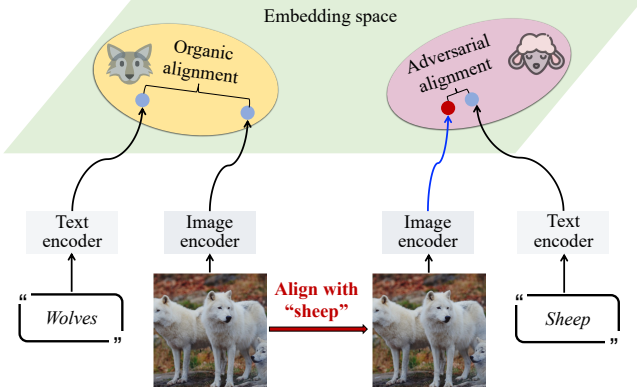 Embedding space
Organic
alignment
Adversarial
alignment
Text
encoder
Image
encoder
Image
encoder
Text
encoder
Align with
“sheep”
“ Wolves „
“ Sheep „